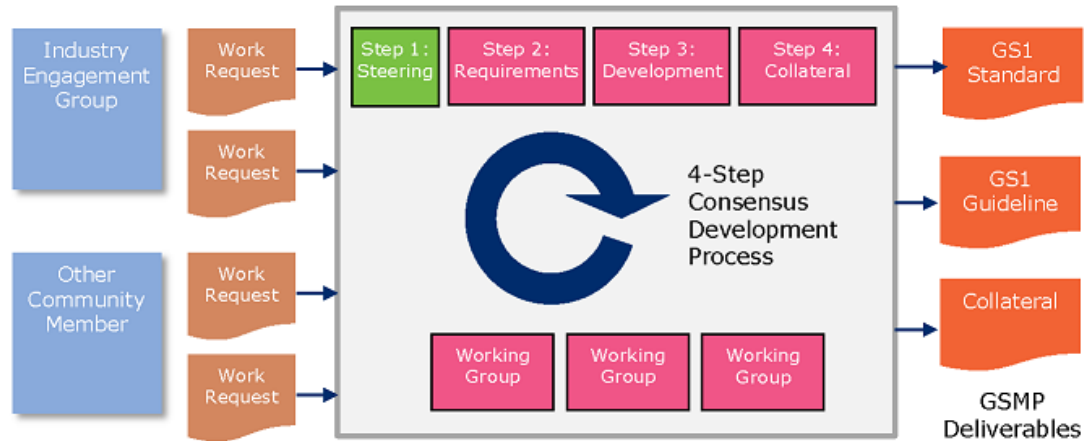 Industry
Engagement
Group
Work
Request
Work
Request
Other
Community
Member
Work
Request
Work
Request
Step 1:
Steering
Step 2:
Requirements
Step 3:
Development
Step 4:
Collateral
4-Step
Consensus
Development
Process
Working
Group
Working
Group
Working
Group
GS1
Standard
GS1
Guideline
Collateral
GSMP
Deliverables